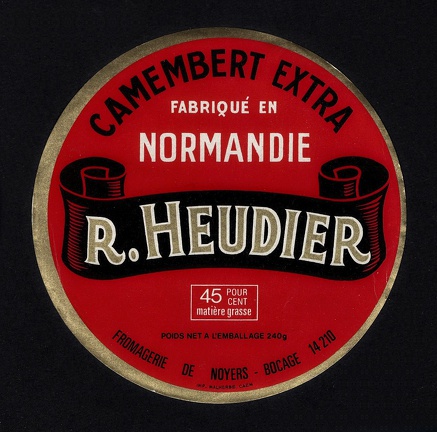 CAMEMBERT EXTRA
FABRIQUÉ EN
NORMANDIE
R. HEUDIER
45 POUR CENT
matière grasse
POIDS NET A L'EMBALLAGE 240g
FROMAGERIE DE NOYERS - BOCAGE 14 210